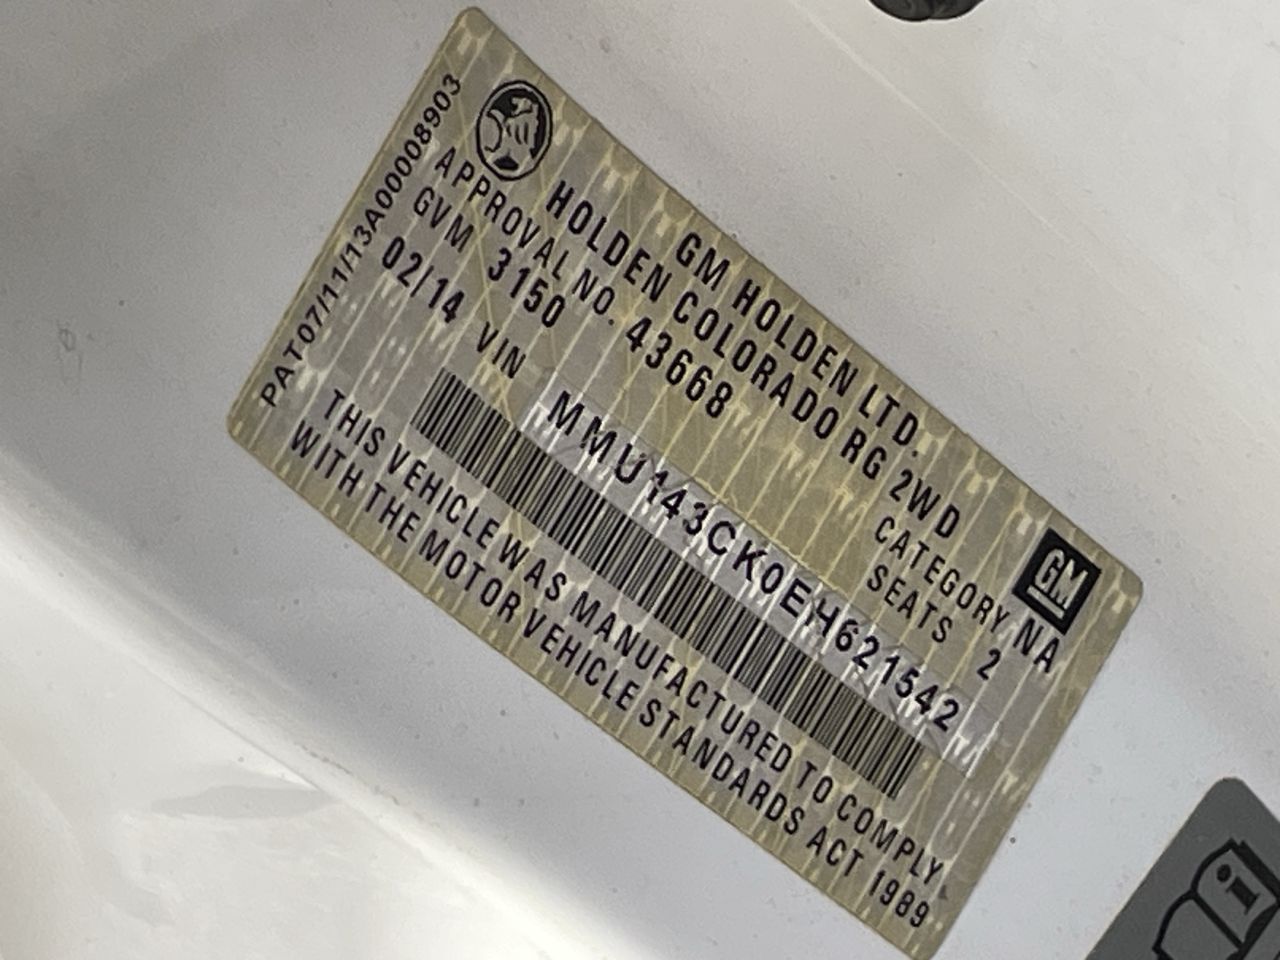 GM HOLDEN LTD.
HOLDEN COLORADO RG 2WD
APPROVAL NO. 43668 CATEGORY NA
GVM 3150 SEATS 2
02/14 VIN MMU143CK0EH621542
THIS VEHICLE WAS MANUFACTURED TO COMPLY
WITH THE MOTOR VEHICLE STANDARDS ACT 1989
PAT07/11/13A00008903
GM
i